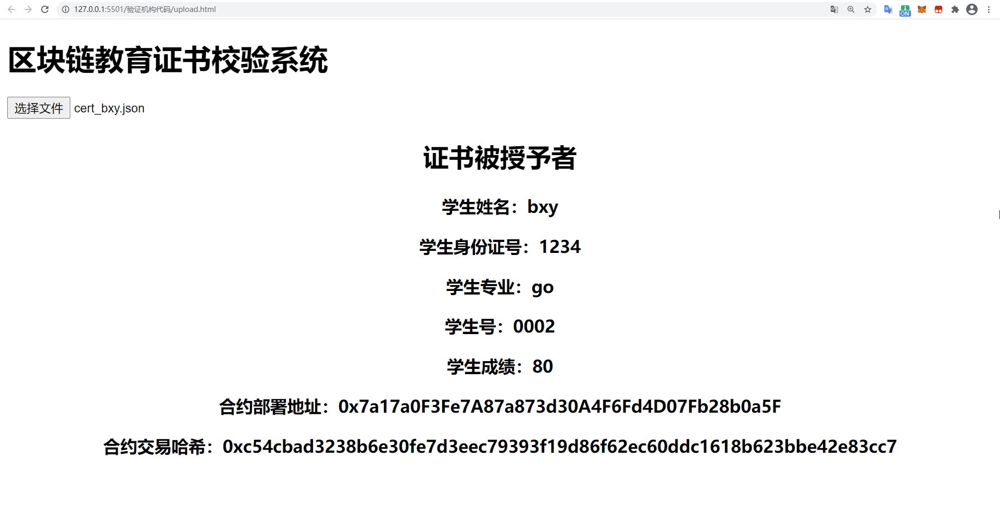 127.0.0.1:5501/验证机构代码/upload.html
ON
区块链教育证书校验系统
选择文件 cert_bxy.json
证书被授予者
学生姓名：bxy
学生身份证号：1234
学生专业：go
学生号：0002
学生成绩：80
合约部署地址：0x7a17a0F3Fe7A87a873d30A4F6Fd4D07Fb28b0a5F
合约交易哈希：0xc54cbad3238b6e30fe7d3eec79393f19d86f62ec60ddc1618b623bbe42e83cc7